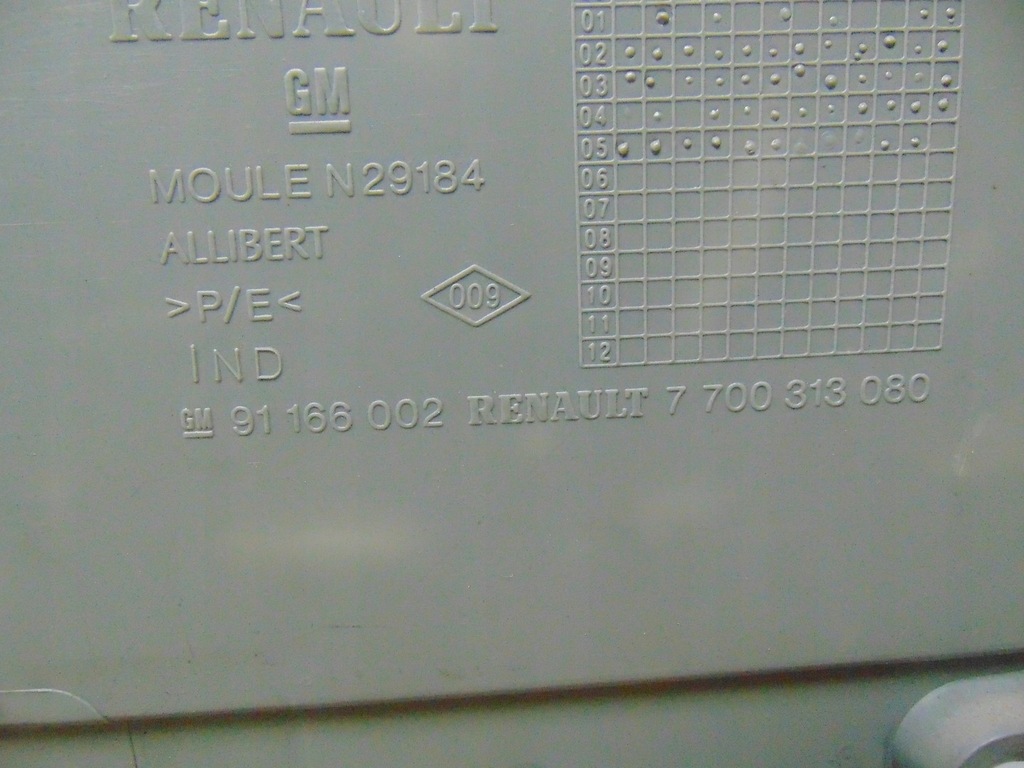 RENAULT
GM
MOULE N29184
ALLIBERT
>P/E<
009
IND
GM 91 166 002 RENAULT 7 700 313 080
01
02
03
04
05
06
07
08
09
10
11
12